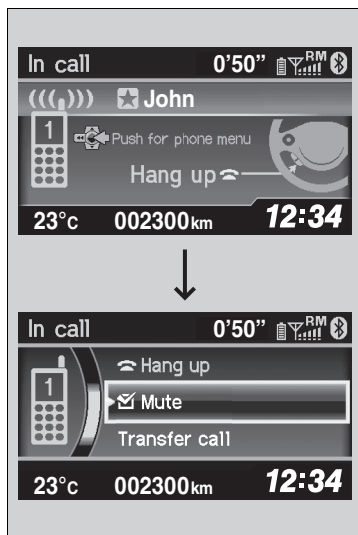 In call 0’50” RM
John
1
Push for phone menu
Hang up
23°c 002300km 12:34
In call 0’50” RM
Hang up
1
Mute
Transfer call
23°c 002300km 12:34